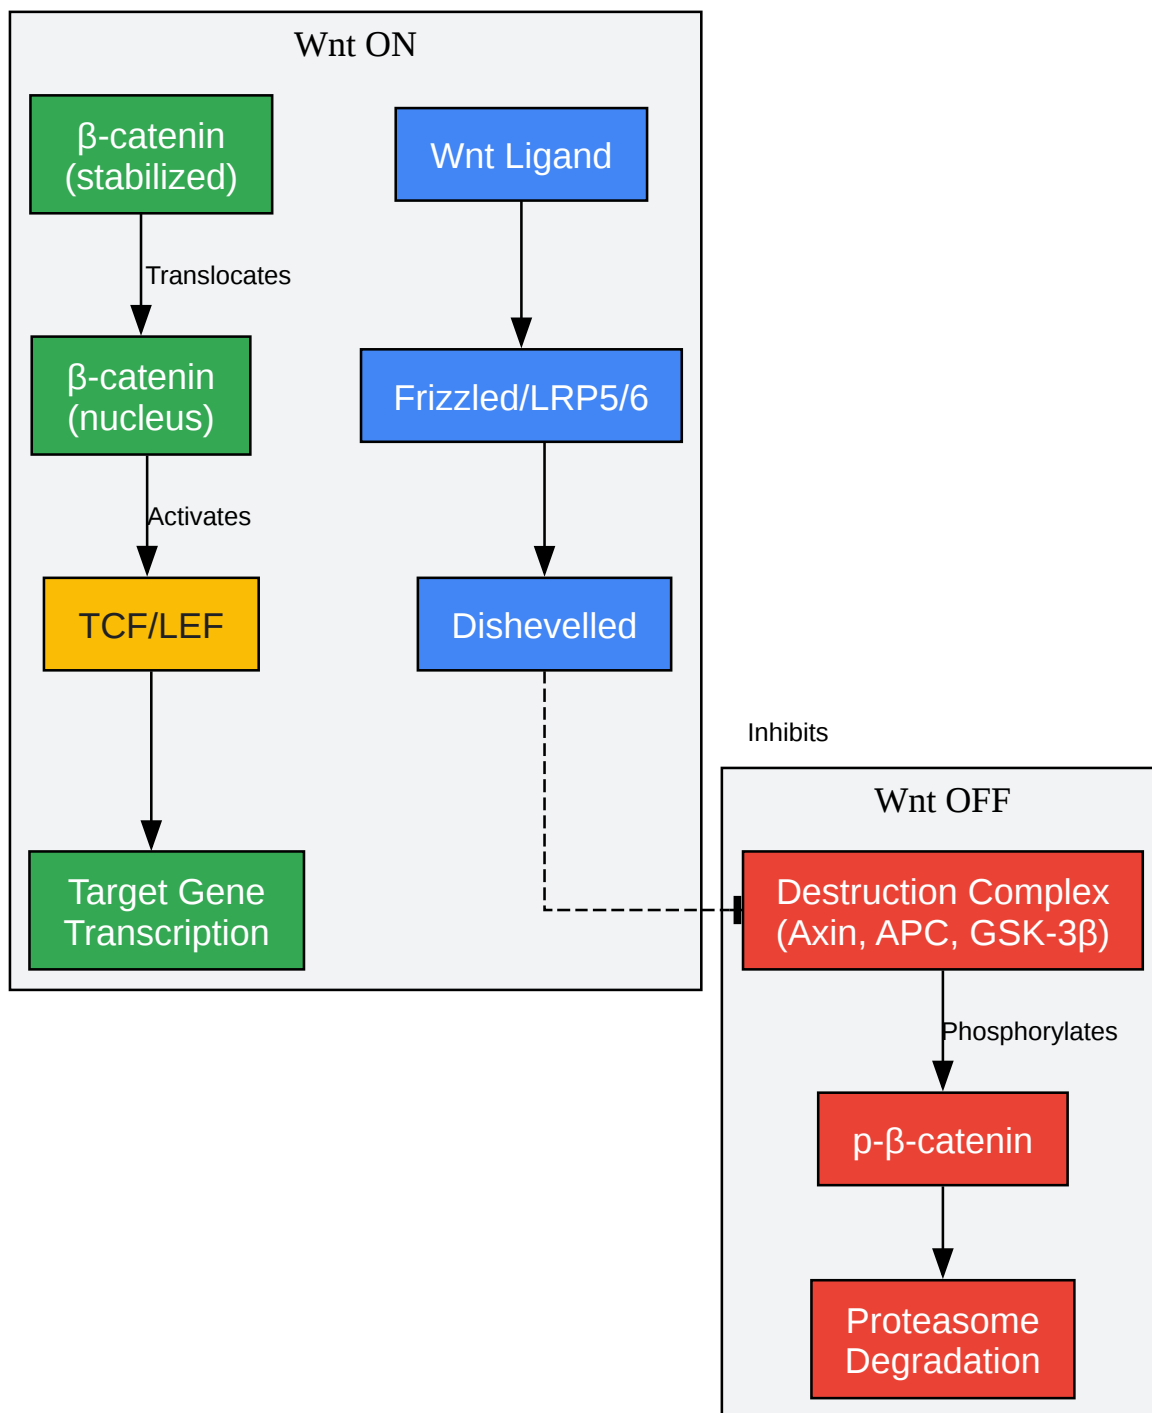 Wnt ON
β-catenin
(stabilized)
Wnt Ligand
Translocates
β-catenin
(nucleus)
Frizzled/LRP5/6
Activates
TCF/LEF
Dishevelled
Inhibits
Target Gene
Transcription
Wnt OFF
Destruction Complex
(Axin, APC, GSK-3β)
Phosphorylates
p-β-catenin
Proteasome
Degradation